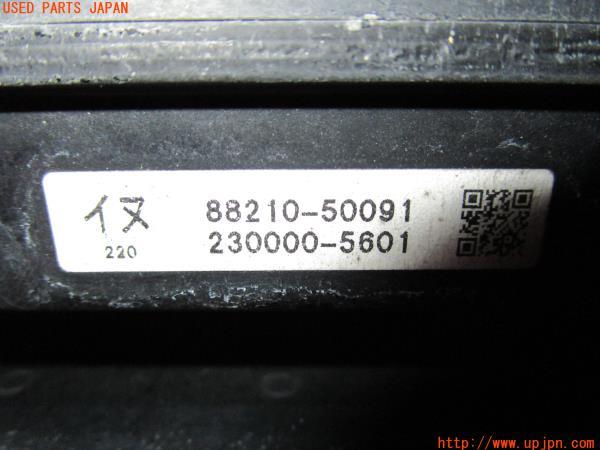 USED PARTS JAPAN
イヌ 88210-50091
220 230000-5601
http://www.upjpn.com/